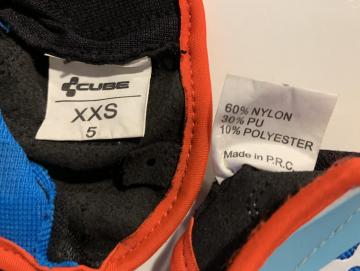 CUBE
XXS
5
60% NYLON
30% PU
10% POLYESTER
Made in P.R.C.